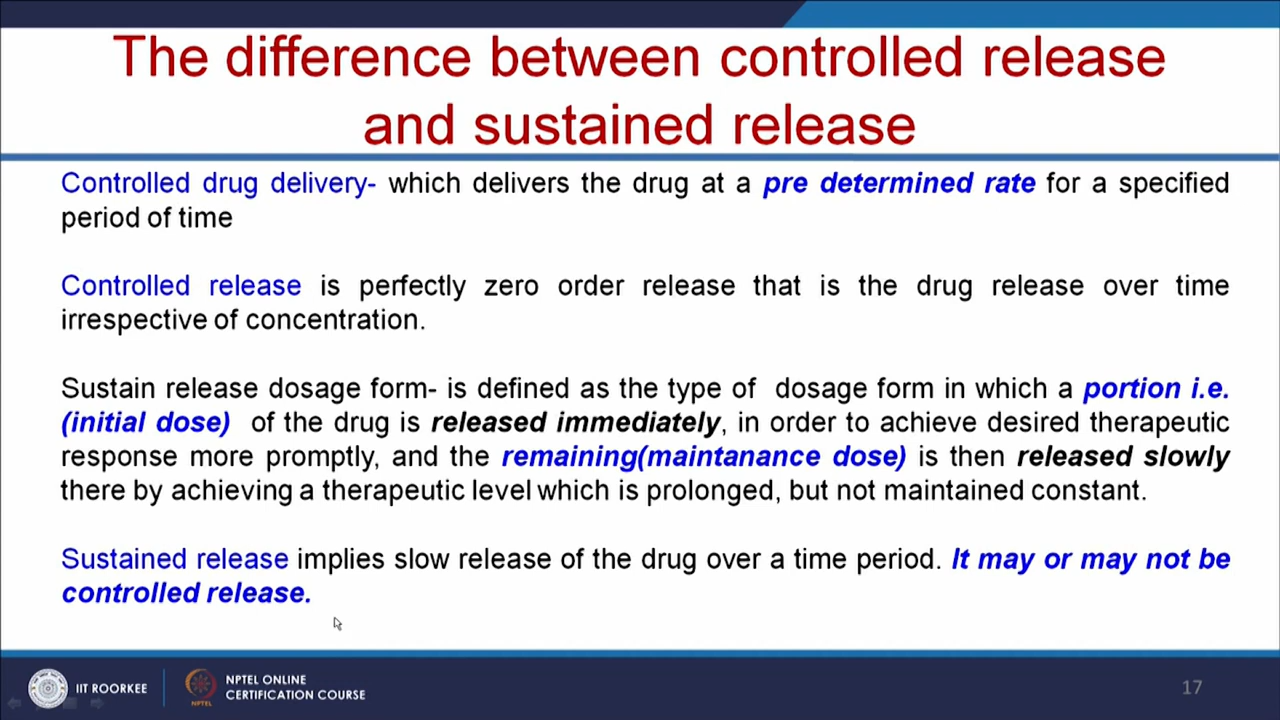 The difference between controlled release
and sustained release
Controlled drug delivery- which delivers the drug at a pre determined rate for a specified
period of time
Controlled release is perfectly zero order release that is the drug release over time
irrespective of concentration.
Sustain release dosage form- is defined as the type of dosage form in which a portion i.e.
(initial dose) of the drug is released immediately, in order to achieve desired therapeutic
response more promptly, and the remaining(maintanance dose) is then released slowly
there by achieving a therapeutic level which is prolonged, but not maintained constant.
Sustained release implies slow release of the drug over a time period. It may or may not be
controlled release.
IIT ROORKEE
NPTEL
NPTEL ONLINE
CERTIFICATION COURSE
17